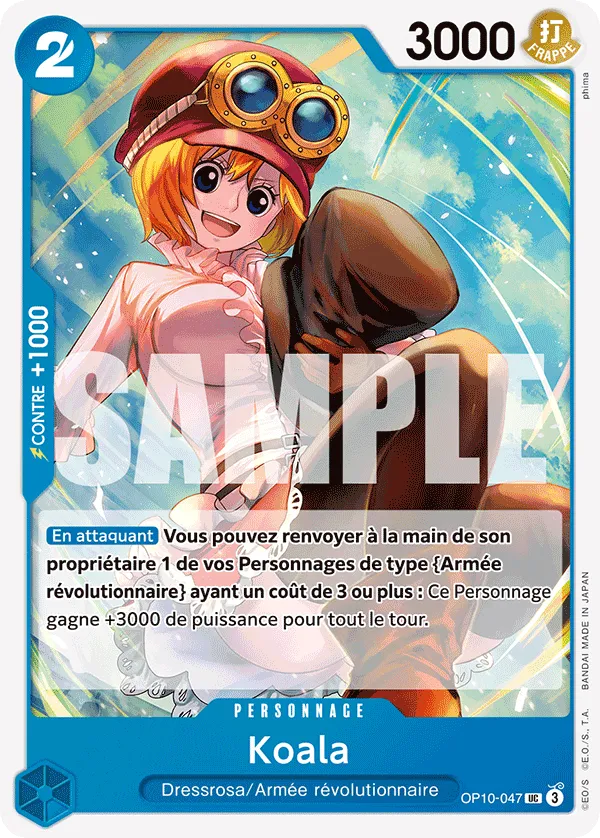 2
3000
打
FRAPPE
phima
CONTRE +1000
SAMPLE
En attaquant Vous pouvez renvoyer à la main de son
propriétaire 1 de vos Personnages de type {Armée
révolutionnaire} ayant un coût de 3 ou plus : Ce Personnage
gagne +3000 de puissance pour tout le tour.
PERSONNAGE
Koala
Dressrosa/Armée révolutionnaire
OP10-047 UC 3
©EO/S ©E.O./S., T.A. BANDAI MADE IN JAPAN